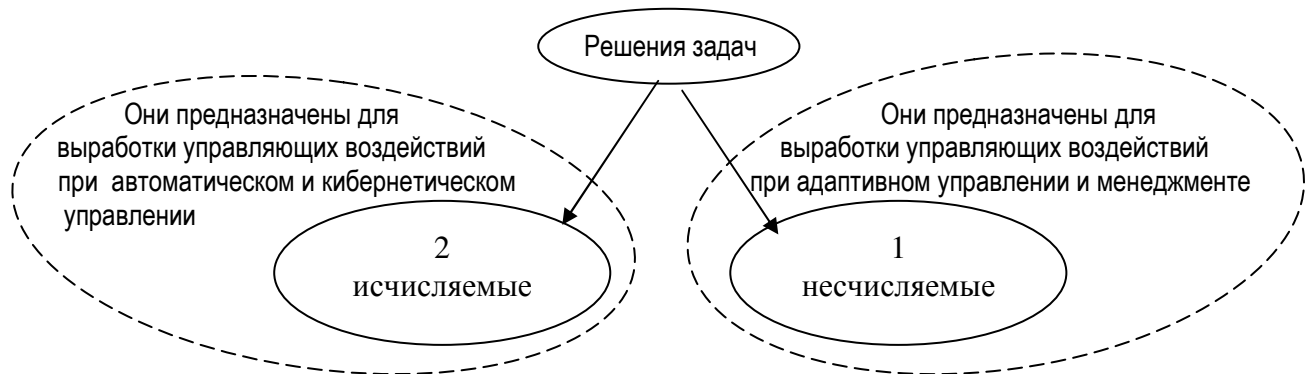 Решения задач
Они предназначены для
выработки управляющих воздействий
при автоматическом и кибернетическом
управлении
2
исчисляемые
Они предназначены для
выработки управляющих воздействий
при адаптивном управлении и менеджменте
1
несчисляемые